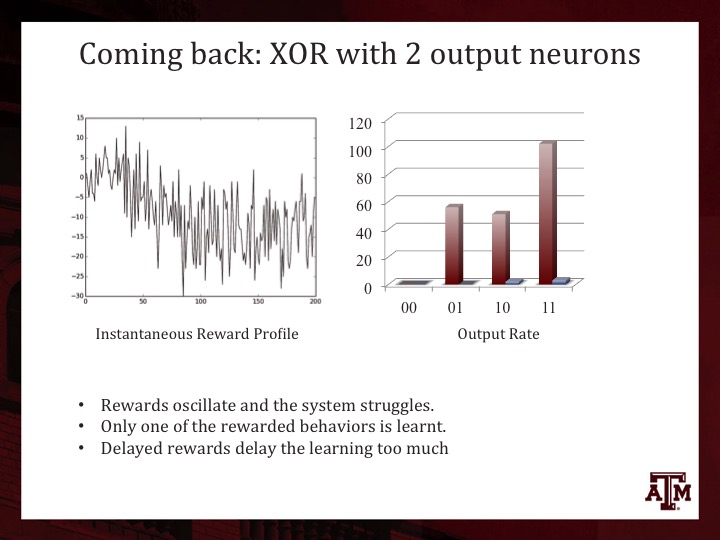 Coming back: XOR with 2 output neurons
15
10
5
0
−5
−10
−15
−20
−25
−30
0 50 100 150 200
Instantaneous Reward Profile
120
100
80
60
40
20
0
00 01 10 11
Output Rate
• Rewards oscillate and the system struggles.
• Only one of the rewarded behaviors is learnt.
• Delayed rewards delay the learning too much
ATM